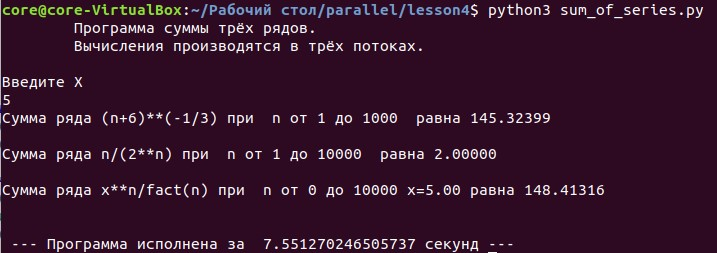 core@core-VirtualBox:~/Рабочий стол/parallel/lesson4$ python3 sum_of_series.py
Программа суммы трёх рядов.
Вычисления производятся в трёх потоках.
Введите X
5
Сумма ряда (n+6)**(-1/3) при  n от 1 до 1000  равна 145.32399
Сумма ряда n/(2**n) при  n от 1 до 10000  равна 2.00000
Сумма ряда x**n/fact(n) при  n от 0 до 10000 x=5.00 равна 148.41316
--- Программа исполнена за  7.551270246505737 секунд ---